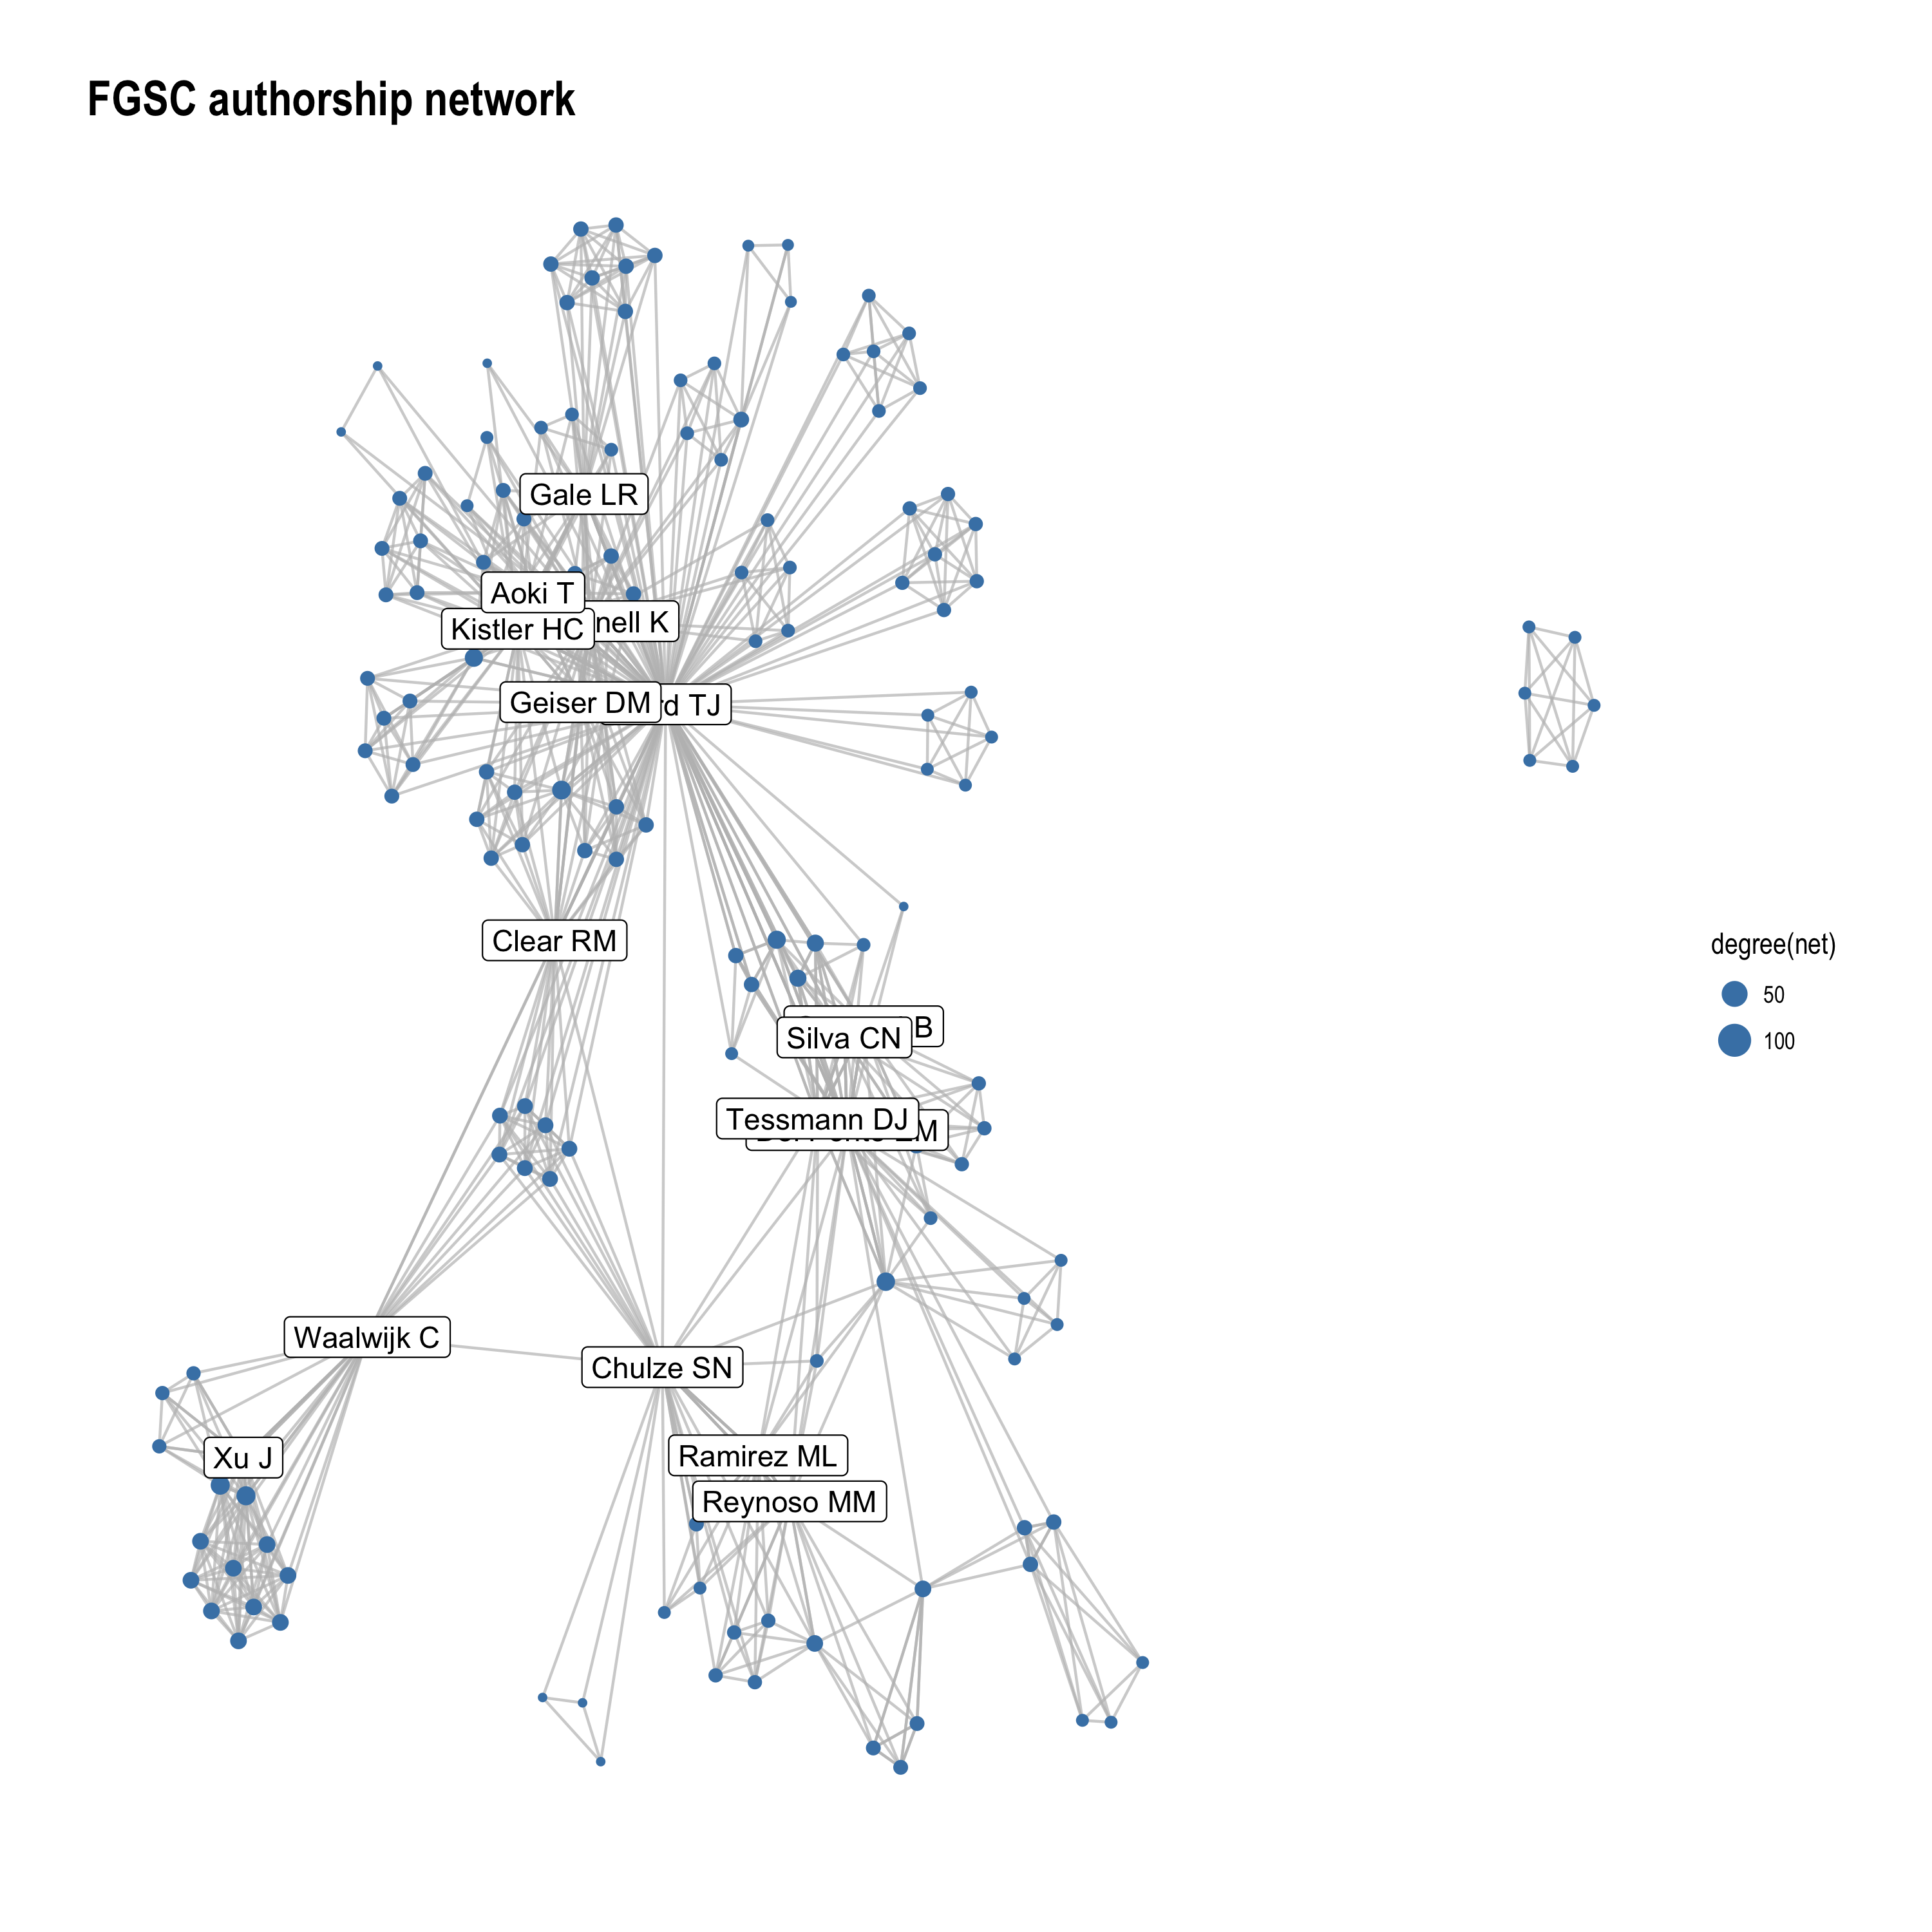 FGSC authorship network
Gale LR
Aoki T
nell K
Kistler HC
Geiser DM
rd TJ
Clear RM
B
Silva CN
Tessmann DJ
M
Waalwijk C
Chulze SN
Xu J
Ramirez ML
Reynoso MM
degree(net)
50
100